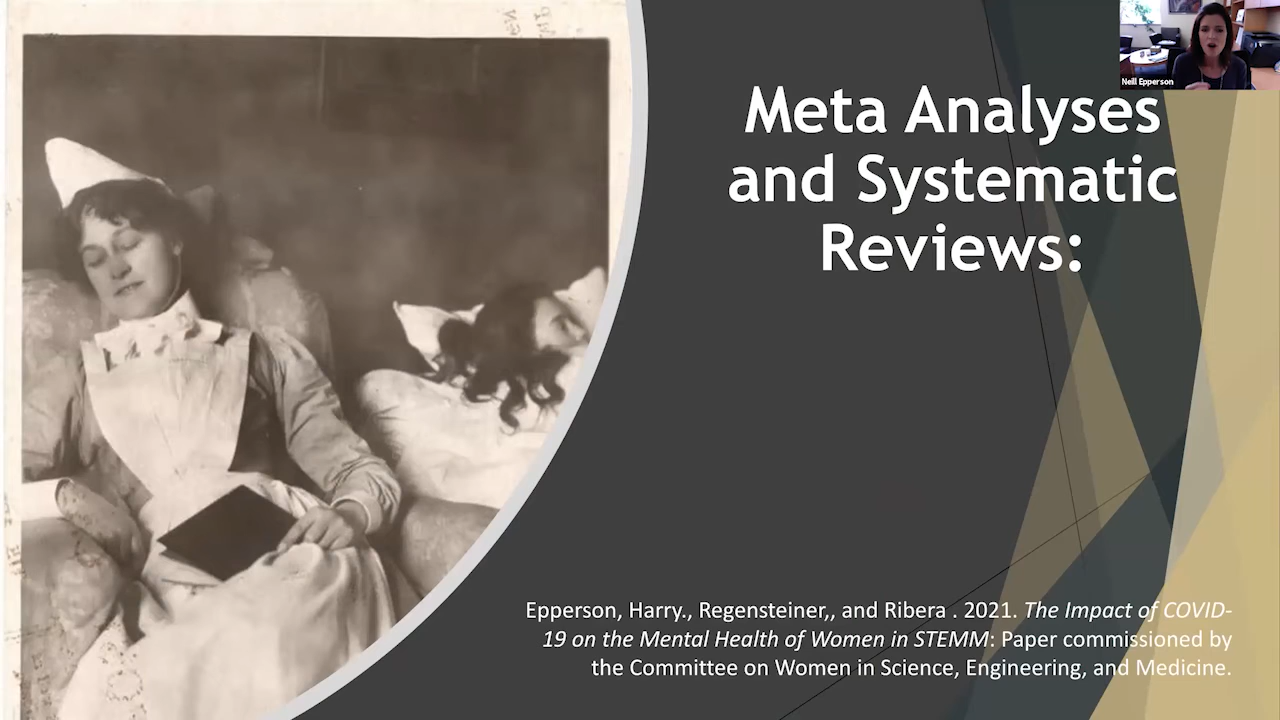 Neill Epperson
Meta Analyses
and Systematic
Reviews:
Epperson, Harry., Regensteiner,, and Ribera . 2021. The Impact of COVID-
19 on the Mental Health of Women in STEMM: Paper commissioned by
the Committee on Women in Science, Engineering, and Medicine.